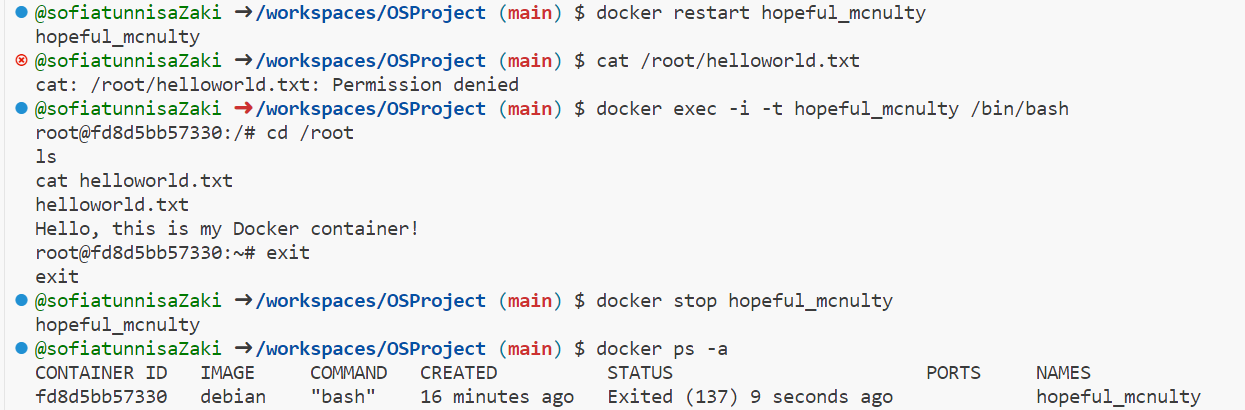 @sofiatunnisaZaki ➜/workspaces/OSProject (main) $ docker restart hopeful_mcnulty
hopeful_mcnulty
@sofiatunnisaZaki ➜/workspaces/OSProject (main) $ cat /root/helloworld.txt
cat: /root/helloworld.txt: Permission denied
@sofiatunnisaZaki ➜/workspaces/OSProject (main) $ docker exec -i -t hopeful_mcnulty /bin/bash
root@fd8d5bb57330:/# cd /root
ls
cat helloworld.txt
helloworld.txt
Hello, this is my Docker container!
root@fd8d5bb57330:~# exit
exit
@sofiatunnisaZaki ➜/workspaces/OSProject (main) $ docker stop hopeful_mcnulty
hopeful_mcnulty
@sofiatunnisaZaki ➜/workspaces/OSProject (main) $ docker ps -a
CONTAINER ID   IMAGE     COMMAND   CREATED          STATUS                       PORTS     NAMES
fd8d5bb57330   debian    "bash"    16 minutes ago   Exited (137) 9 seconds ago             hopeful_mcnulty